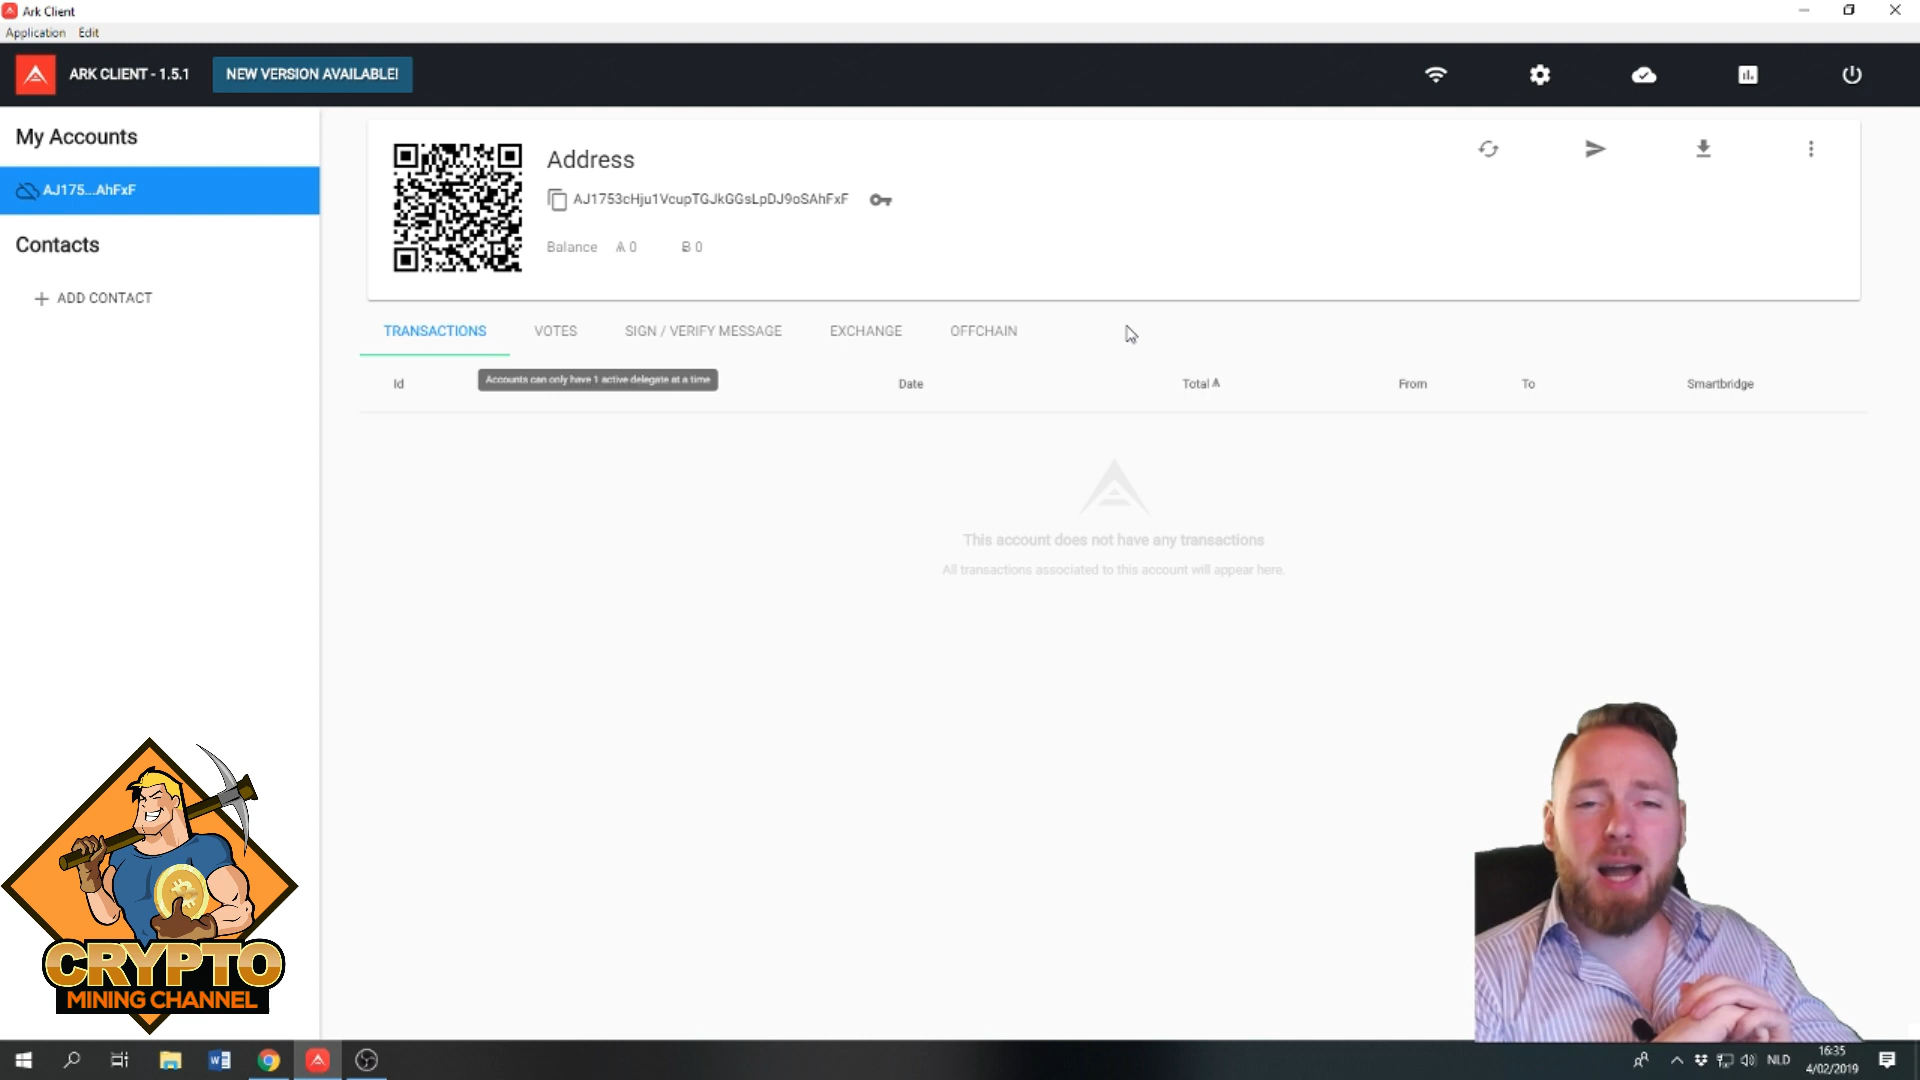 Ark Client
Application Edit
ARK CLIENT - 1.5.1 NEW VERSION AVAILABLE!
My Accounts
AJ175...AhFxF
Contacts
ADD CONTACT
Address
AJ1753cHju1VcupTGJkGGsLpDJ9oSAhFxF
Balance Ѧ 0 Ƀ 0
TRANSACTIONS VOTES SIGN / VERIFY MESSAGE EXCHANGE OFFCHAIN
Accounts can only have 1 active delegate at a time
Id Date Total Ѧ From To Smartbridge
This account does not have any transactions
All transactions associated to this account will appear here.
CRYPTO
MINING CHANNEL
NLD
16:35
4/02/2019